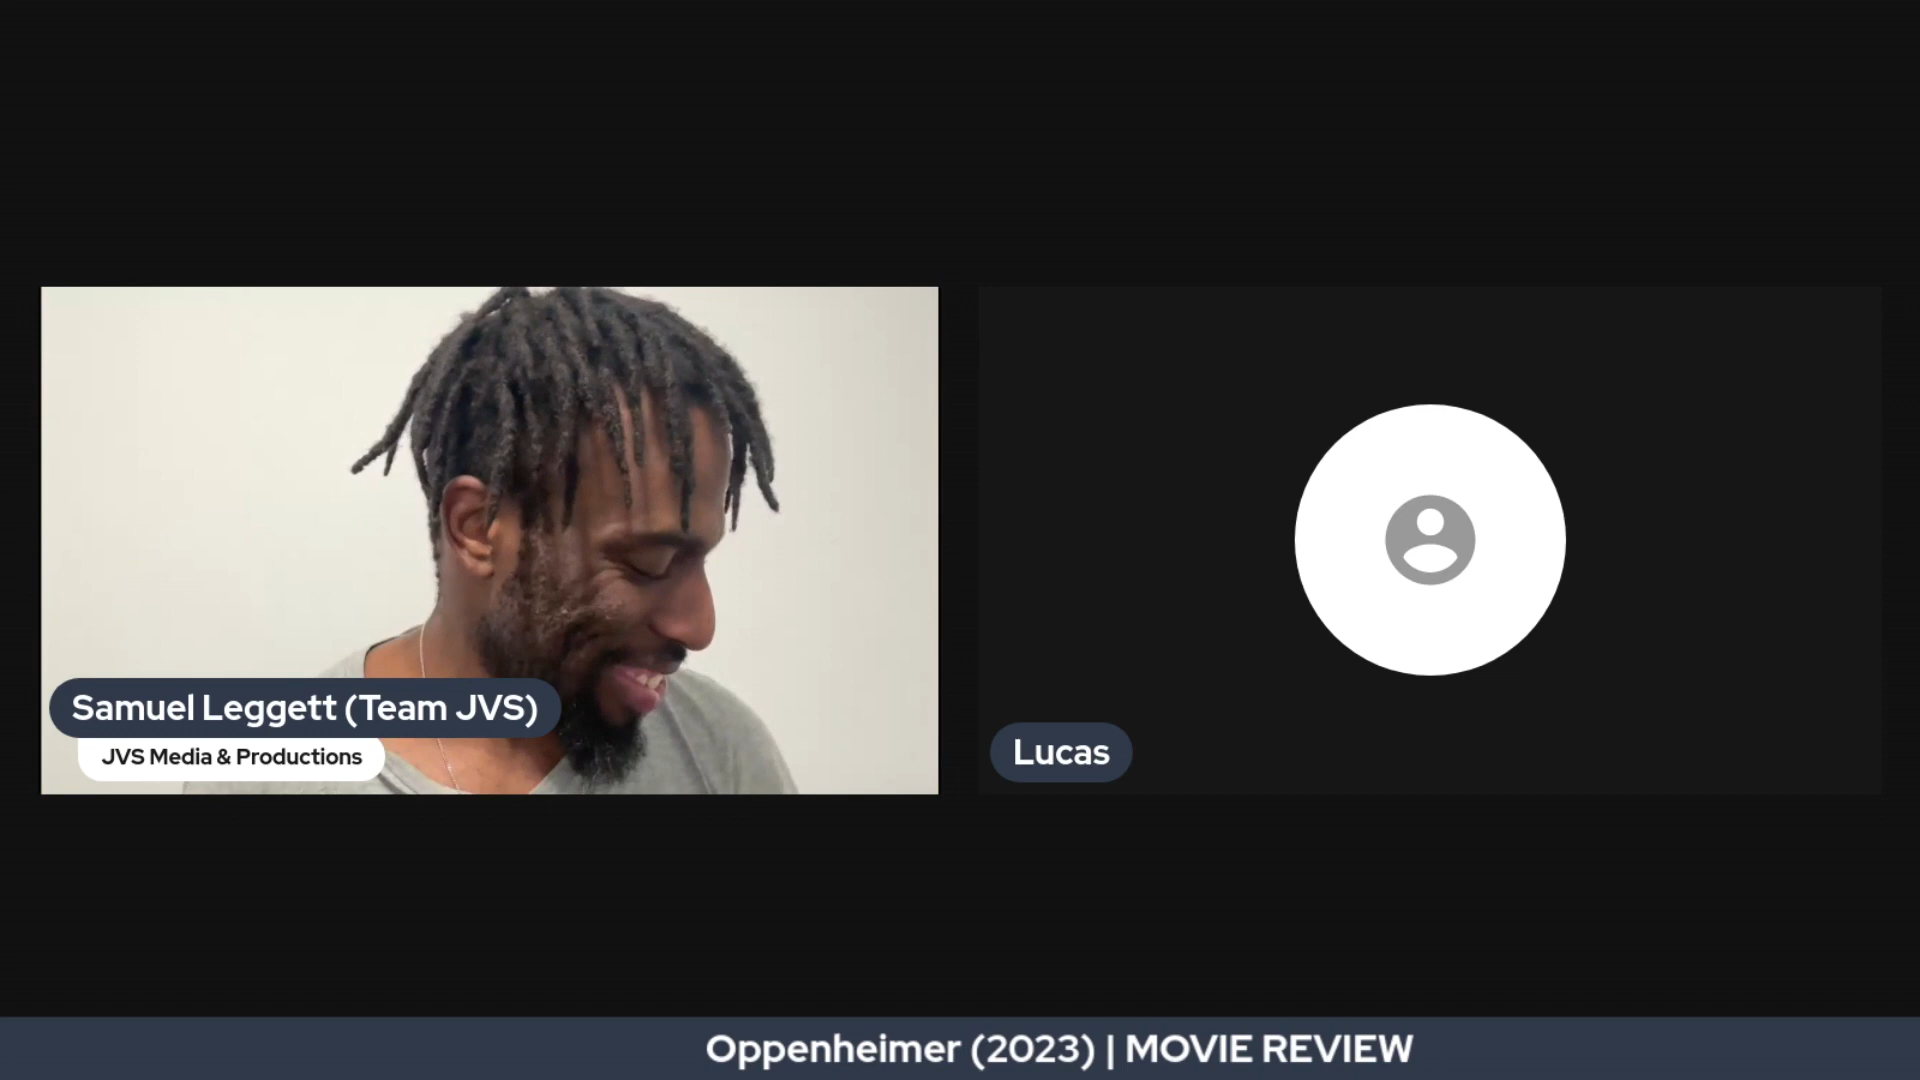 Samuel Leggett (Team JVS)
JVS Media & Productions
Lucas
Oppenheimer (2023) | MOVIE REVIEW